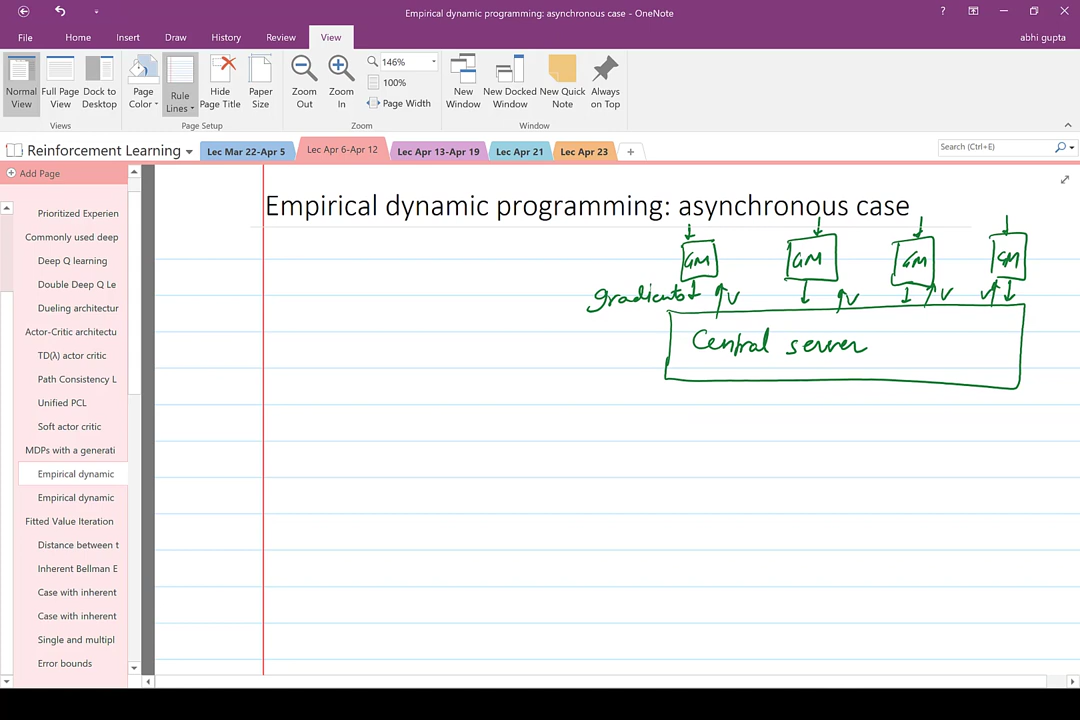 Empirical dynamic programming: asynchronous case - OneNote
?
File Home Insert Draw History Review View
abhi gupta
Normal View
Full Page View
Dock to Desktop
Page Color
Rule Lines
Hide Page Title
Paper Size
Zoom Out
Zoom In
146%
100%
Page Width
New Window
New Docked Window
New Quick Note
Always on Top
Views Page Setup Zoom Window
Reinforcement Learning
Lec Mar 22-Apr 5
Lec Apr 6-Apr 12
Lec Apr 13-Apr 19
Lec Apr 21
Lec Apr 23
Search (Ctrl+E)
Add Page
Prioritized Experien
Commonly used deep
Deep Q learning
Double Deep Q Le
Dueling architectur
Actor-Critic architectu
TD(λ) actor critic
Path Consistency L
Unified PCL
Soft actor critic
MDPs with a generati
Empirical dynamic
Empirical dynamic
Fitted Value Iteration
Distance between t
Inherent Bellman E
Case with inherent
Case with inherent
Single and multipl
Error bounds
Empirical dynamic programming: asynchronous case
GM GM GM GM
gradients V V V V
Central server